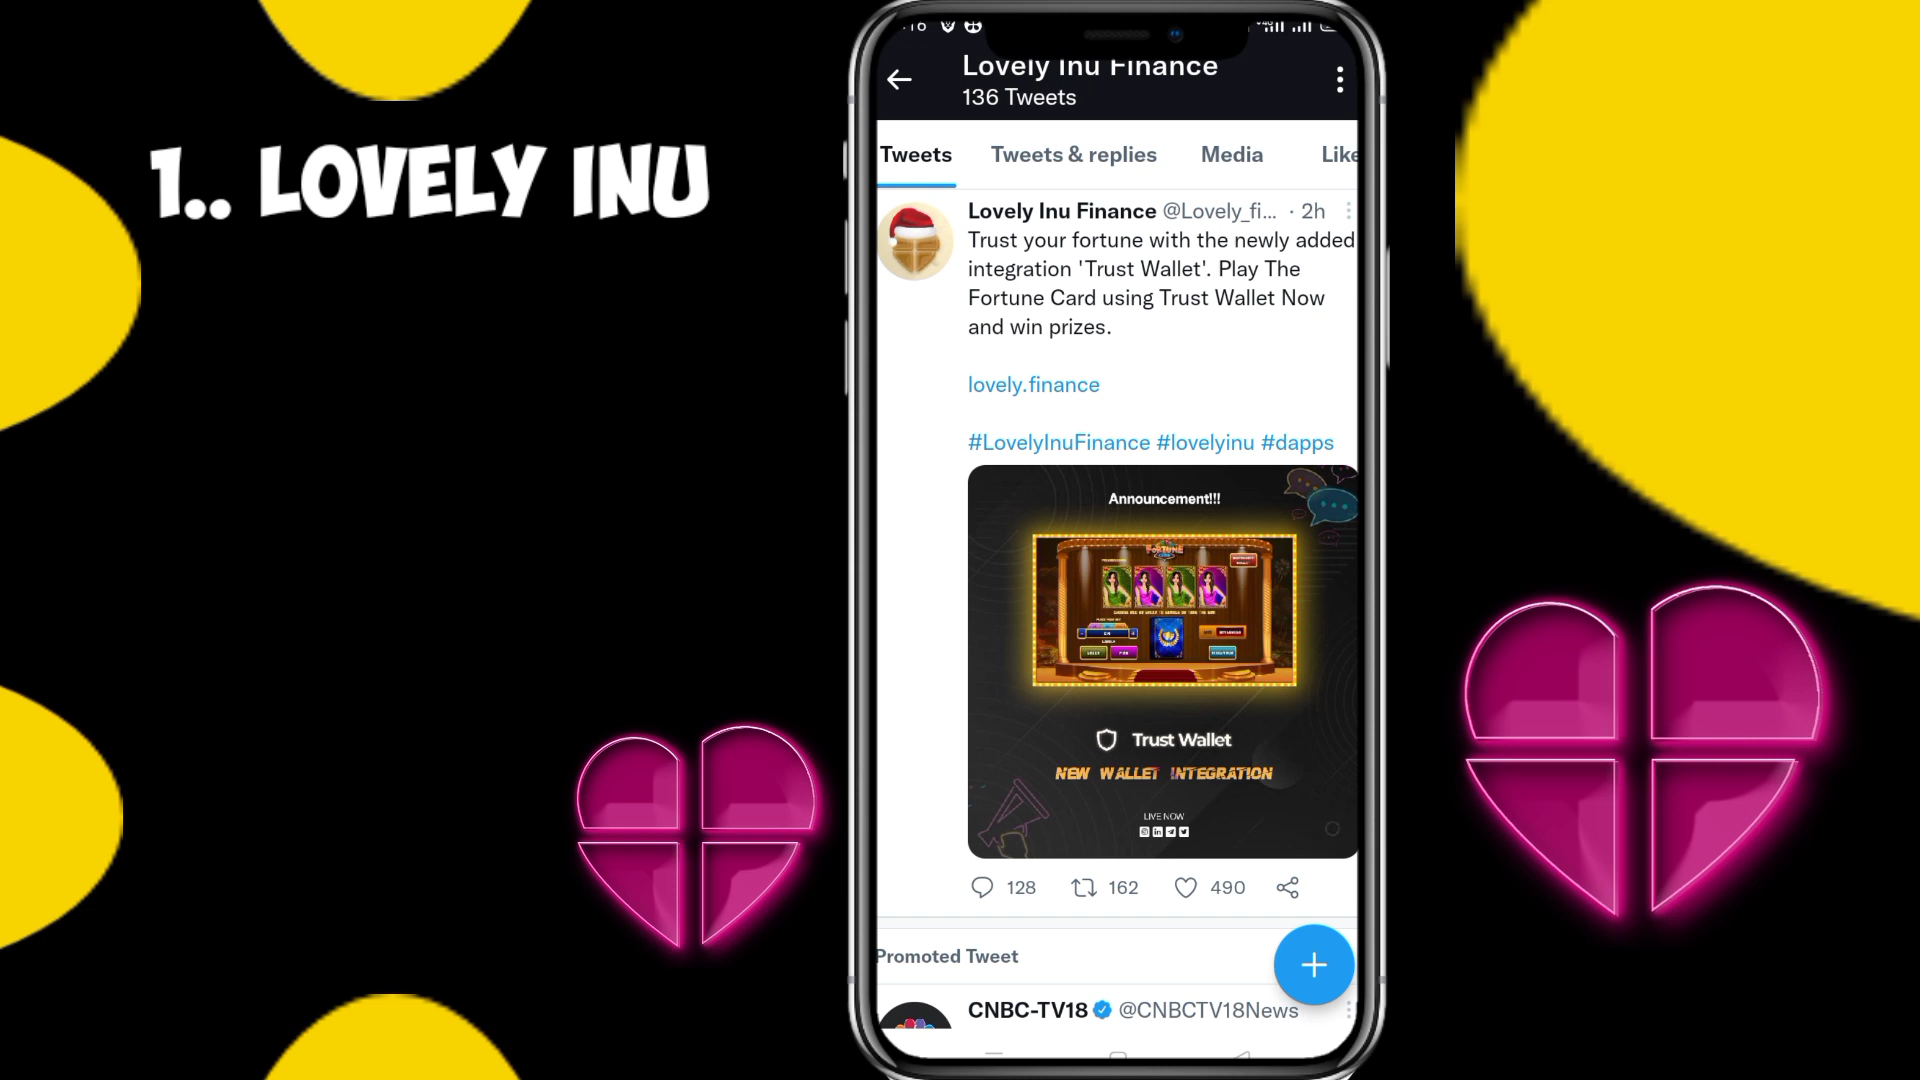 1.. LOVELY INU
Lovely Inu Finance
136 Tweets
Tweets Tweets & replies Media Like
Lovely Inu Finance @Lovely_fi... · 2h
Trust your fortune with the newly added
integration 'Trust Wallet'. Play The
Fortune Card using Trust Wallet Now
and win prizes.
lovely.finance
#LovelyInuFinance #lovelyinu #dapps
Announcement!!!
FORTUNE
Trust Wallet
NEW WALLET INTEGRATION
LIVE NOW
128 162 490
Promoted Tweet
CNBC-TV18 @CNBCTV18News